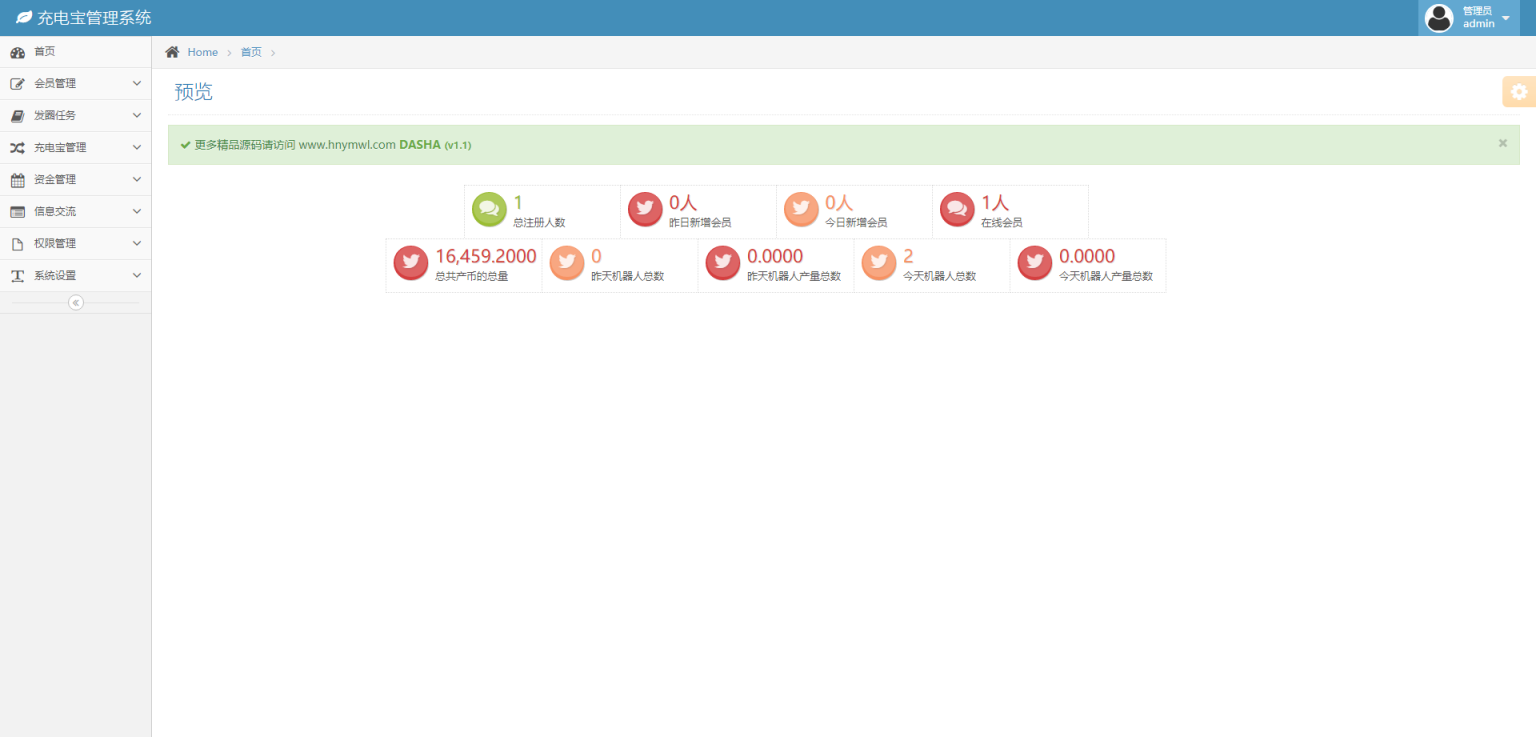 充电宝管理系统
管理员
admin
首页
会员管理
发圈任务
充电宝管理
资金管理
信息交流
权限管理
系统设置
Home > 首页 >
预览
更多精品源码请访问 www.hnymwl.com DASHA (v1.1)
1
总注册人数
0人
昨日新增会员
0人
今日新增会员
1人
在线会员
16,459.2000
总共产币的总量
0
昨天机器人总数
0.0000
昨天机器人产量总数
2
今天机器人总数
0.0000
今天机器人产量总数